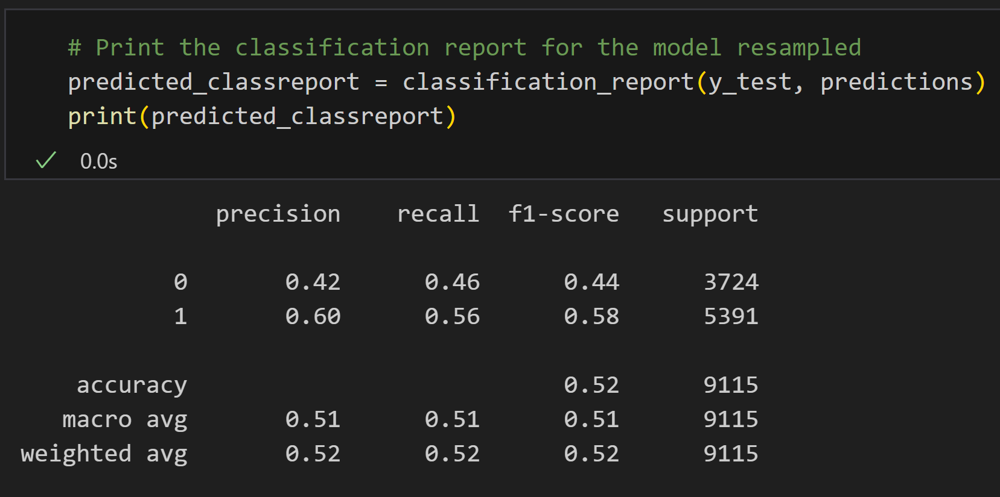 # Print the classification report for the model resampled
predicted_classreport = classification_report(y_test, predictions)
print(predicted_classreport)
0.0s
precision recall f1-score support
0 0.42 0.46 0.44 3724
1 0.60 0.56 0.58 5391
accuracy 0.52 9115
macro avg 0.51 0.51 0.51 9115
weighted avg 0.52 0.52 0.52 9115